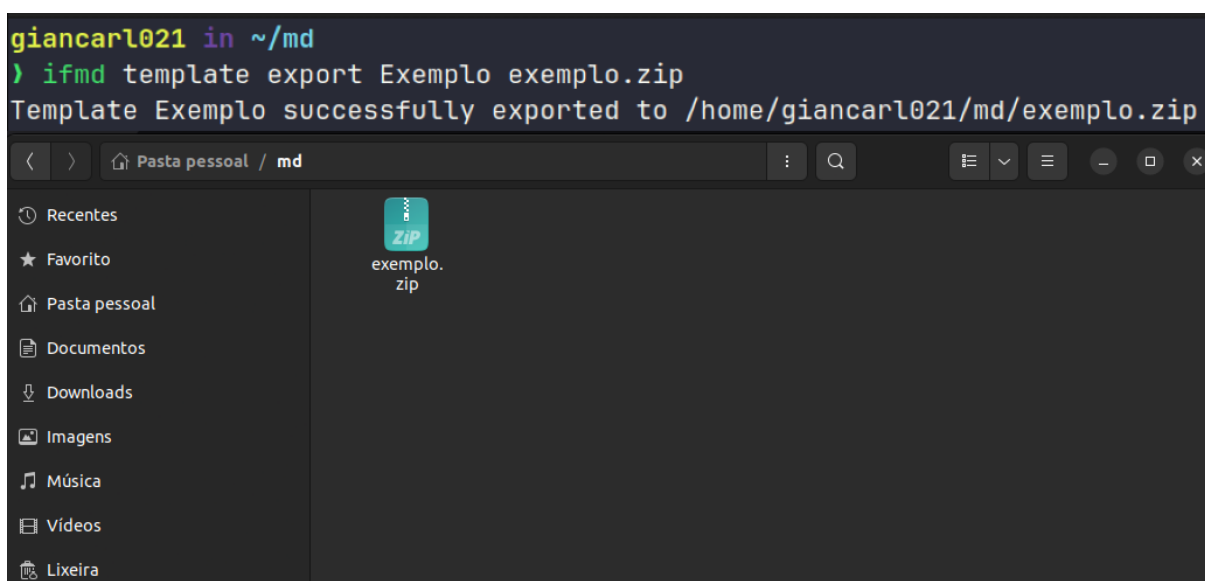 giancarl021 in ~/md
❯ ifmd template export Exemplo exemplo.zip
Template Exemplo successfully exported to /home/giancarl021/md/exemplo.zip
Pasta pessoal / md
Recentes
Favorito
Pasta pessoal
Documentos
Downloads
Imagens
Música
Vídeos
Lixeira
ZiP
exemplo.
zip